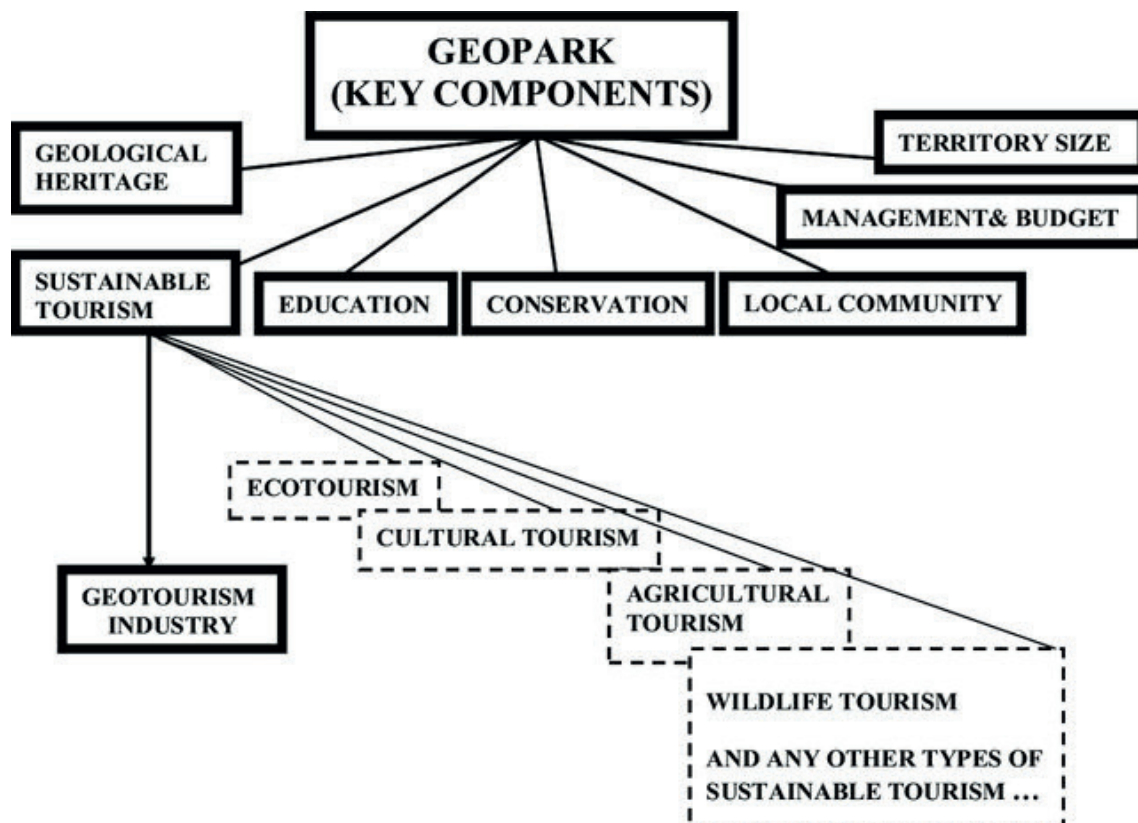 GEOPARK
(KEY COMPONENTS)
GEOLOGICAL
HERITAGE
TERRITORY SIZE
MANAGEMENT& BUDGET
SUSTAINABLE
TOURISM
EDUCATION
CONSERVATION
LOCAL COMMUNITY
ECOTOURISM
CULTURAL TOURISM
GEOTOURISM
INDUSTRY
AGRICULTURAL
TOURISM
WILDLIFE TOURISM
AND ANY OTHER TYPES OF
SUSTAINABLE TOURISM …